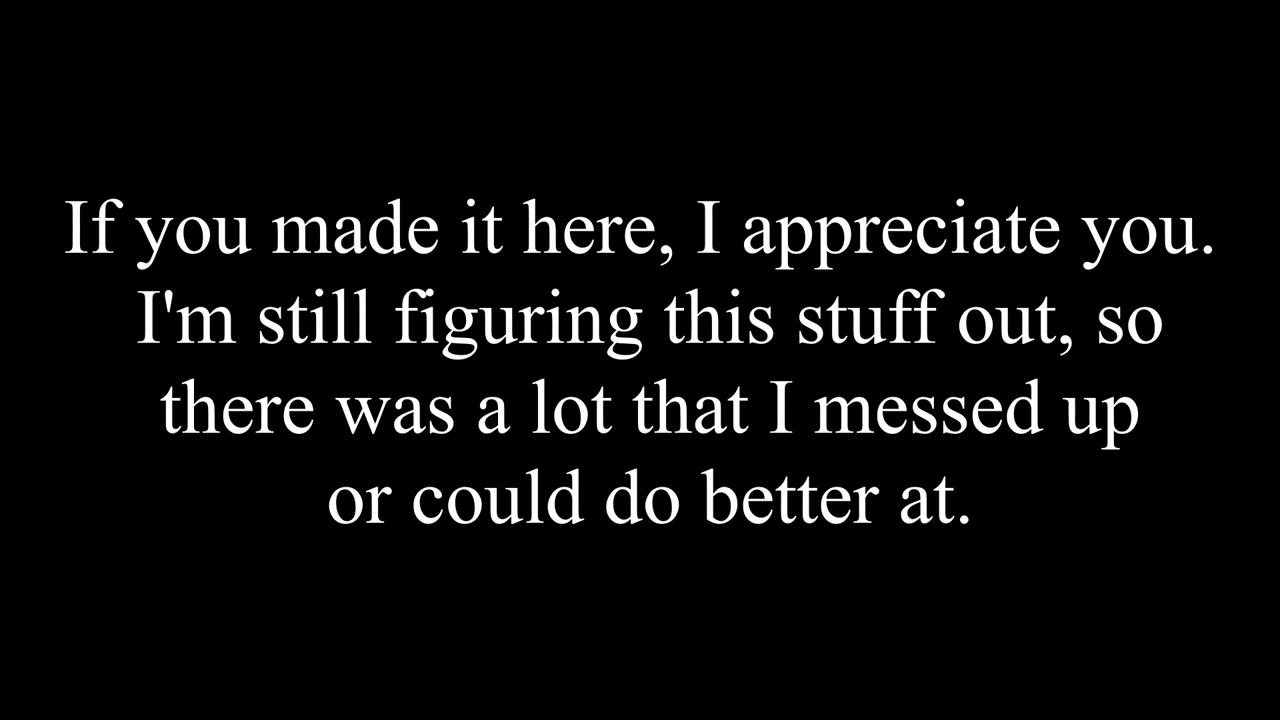 If you made it here, I appreciate you.
I'm still figuring this stuff out, so
there was a lot that I messed up
or could do better at.